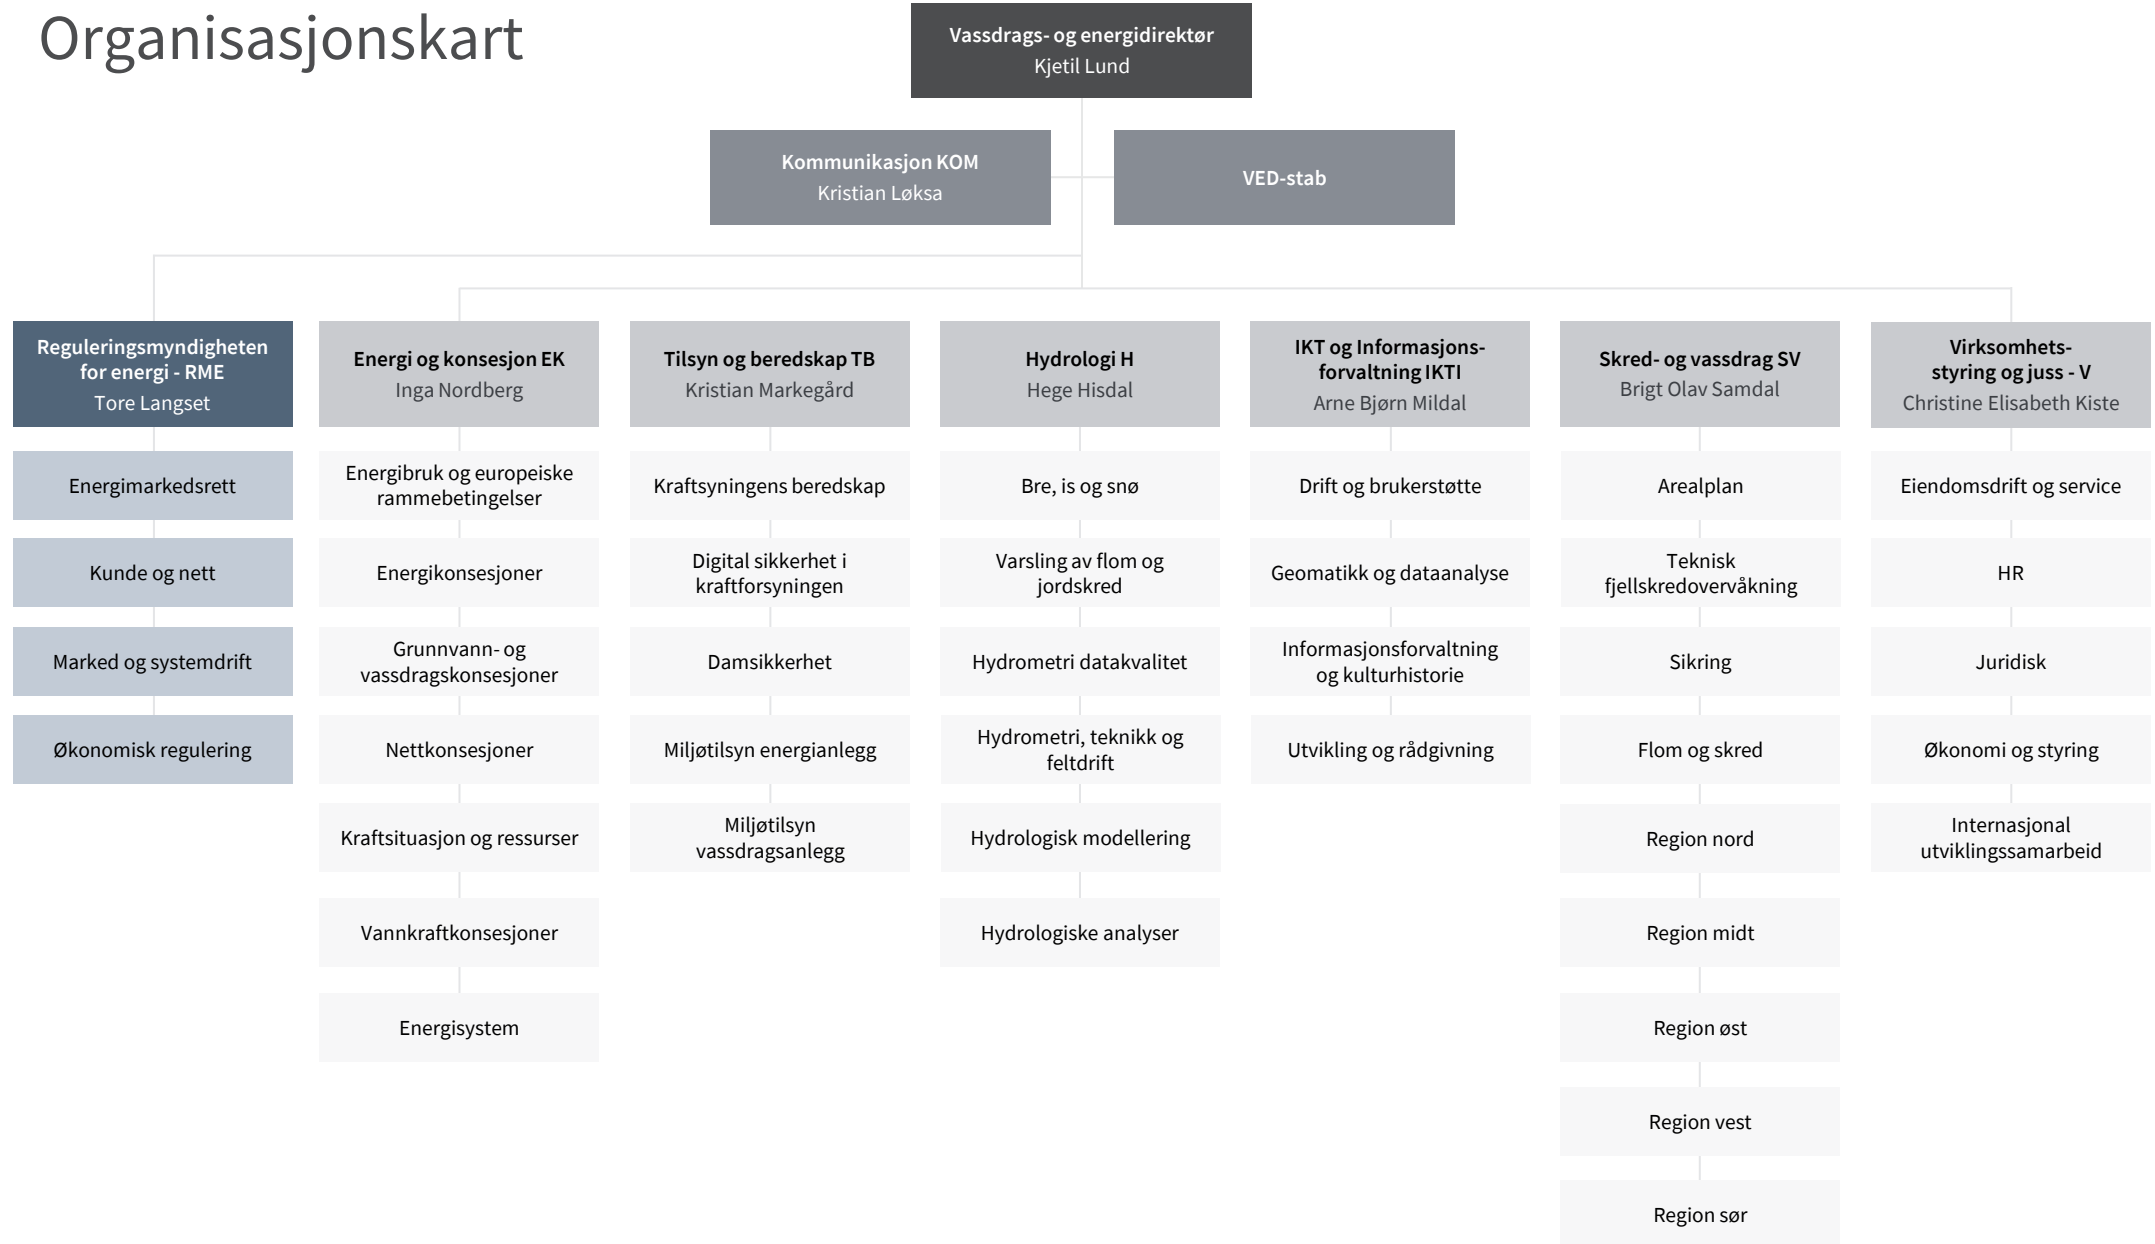 Organisasjonskart
Vassdrags- og energidirektør
Kjetil Lund
Kommunikasjon KOM
Kristian Løksa
VED-stab
Reguleringsmyndigheten
for energi - RME
Tore Langset
Energimarkedsrett
Kunde og nett
Marked og systemdrift
Økonomisk regulering
Energi og konsesjon EK
Inga Nordberg
Energibruk og europeiske
rammebetingelser
Energikonsesjoner
Grunnvann- og
vassdragskonsesjoner
Nettkonsesjoner
Kraftsituasjon og ressurser
Vannkraftkonsesjoner
Energisystem
Tilsyn og beredskap TB
Kristian Markegård
Kraftsyningens beredskap
Digital sikkerhet i
kraftforsyningen
Damsikkerhet
Miljøtilsyn energianlegg
Miljøtilsyn
vassdragsanlegg
Hydrologi H
Hege Hisdal
Bre, is og snø
Varsling av flom og
jordskred
Hydrometri datakvalitet
Hydrometri, teknikk og
feltdrift
Hydrologisk modellering
Hydrologiske analyser
IKT og Informasjons-
forvaltning IKTI
Arne Bjørn Mildal
Drift og brukerstøtte
Geomatikk og dataanalyse
Informasjonsforvaltning
og kulturhistorie
Utvikling og rådgivning
Skred- og vassdrag SV
Brigt Olav Samdal
Arealplan
Teknisk
fjellskredovervåkning
Sikring
Flom og skred
Region nord
Region midt
Region øst
Region vest
Region sør
Virksomhets-
styring og juss - V
Christine Elisabeth Kiste
Eiendomsdrift og service
HR
Juridisk
Økonomi og styring
Internasjonal
utviklingssamarbeid